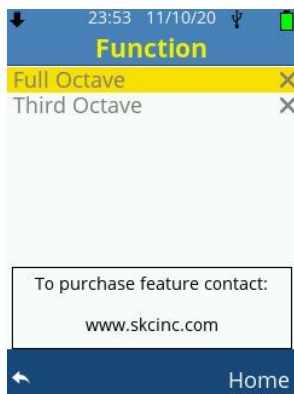 23:53 11/10/20
Function
Full Octave
Third Octave
To purchase feature contact:
www.skcinc.com
Home